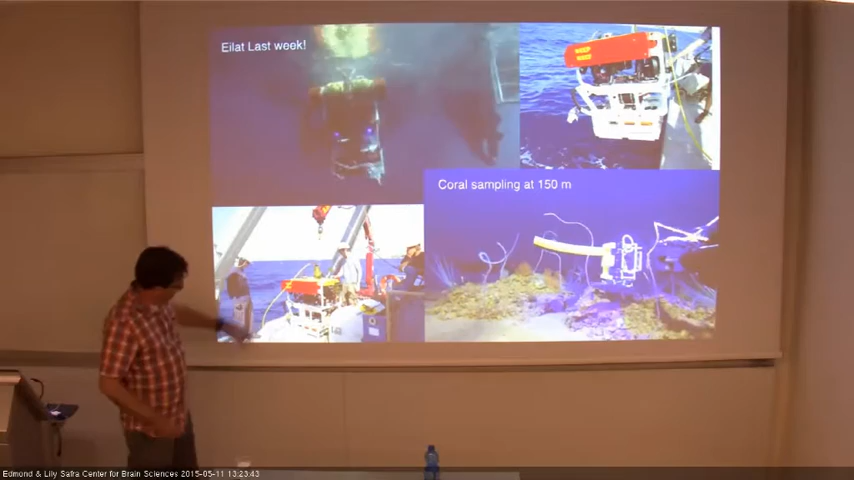 Eilat Last week!
Coral sampling at 150 m
Edmond & Lily Safra Center for Brain Sciences 2015-05-11 13:23:43